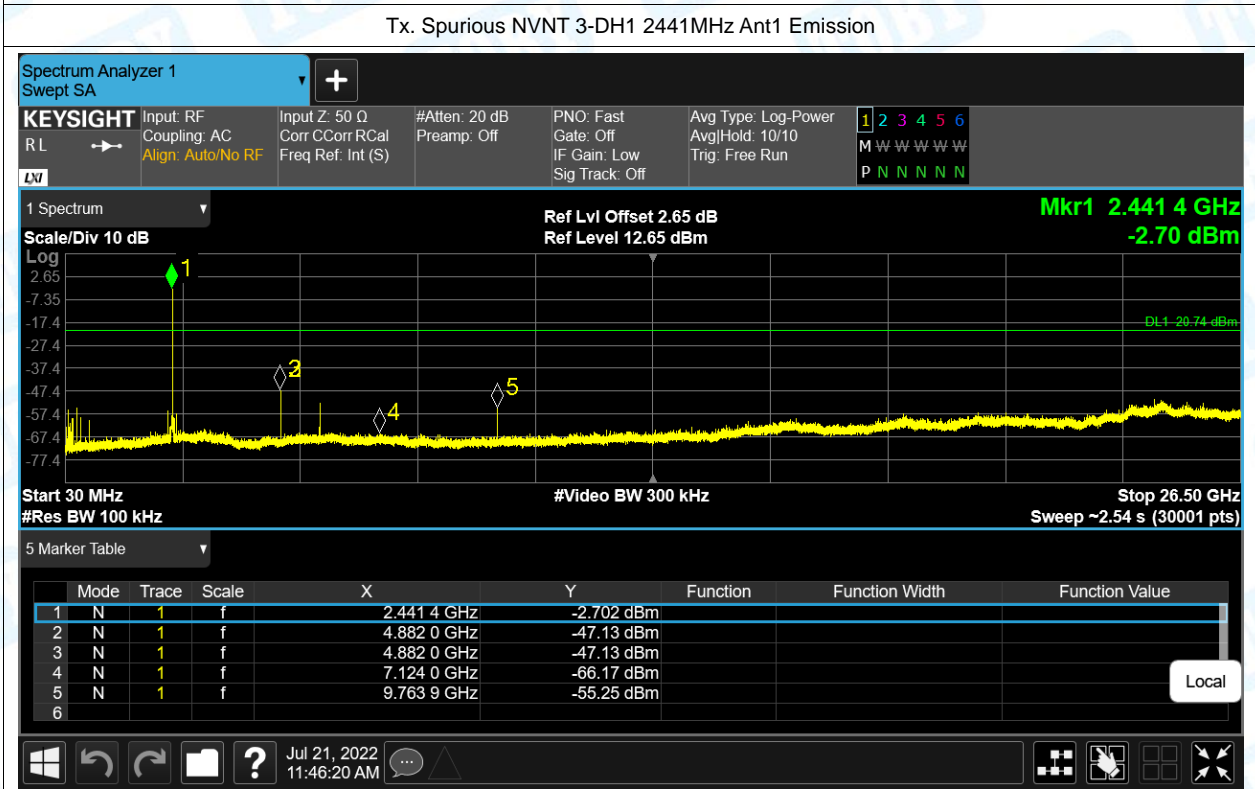 Tx. Spurious NVNT 3-DH1 2441MHz Ant1 Emission
Spectrum Analyzer 1
Swept SA
KEYSIGHT
RL
LXI
Input: RF
Coupling: AC
Align: Auto/No RF
Input Z: 50 Ω
Corr CCorr RCal
Freq Ref: Int (S)
#Atten: 20 dB
Preamp: Off
PNO: Fast
Gate: Off
IF Gain: Low
Sig Track: Off
Avg Type: Log-Power
Avg|Hold: 10/10
Trig: Free Run
1 2 3 4 5 6
M W W W W W
P N N N N N
1 Spectrum
Scale/Div 10 dB
Log
Ref Lvl Offset 2.65 dB
Ref Level 12.65 dBm
Mkr1 2.441 4 GHz
-2.70 dBm
2.65
-7.35
-17.4
-27.4
-37.4
-47.4
-57.4
-67.4
-77.4
1
4
5
DL1 -20.74 dBm
Start 30 MHz
#Video BW 300 kHz
Stop 26.50 GHz
#Res BW 100 kHz
Sweep ~2.54 s (30001 pts)
5 Marker Table
Mode Trace Scale X Y Function Function Width Function Value
1 N 1 f 2.441 4 GHz -2.702 dBm
2 N 1 f 4.882 0 GHz -47.13 dBm
3 N 1 f 4.882 0 GHz -47.13 dBm
4 N 1 f 7.124 0 GHz -66.17 dBm
5 N 1 f 9.763 9 GHz -55.25 dBm
6
Local
?
Jul 21, 2022
11:46:20 AM